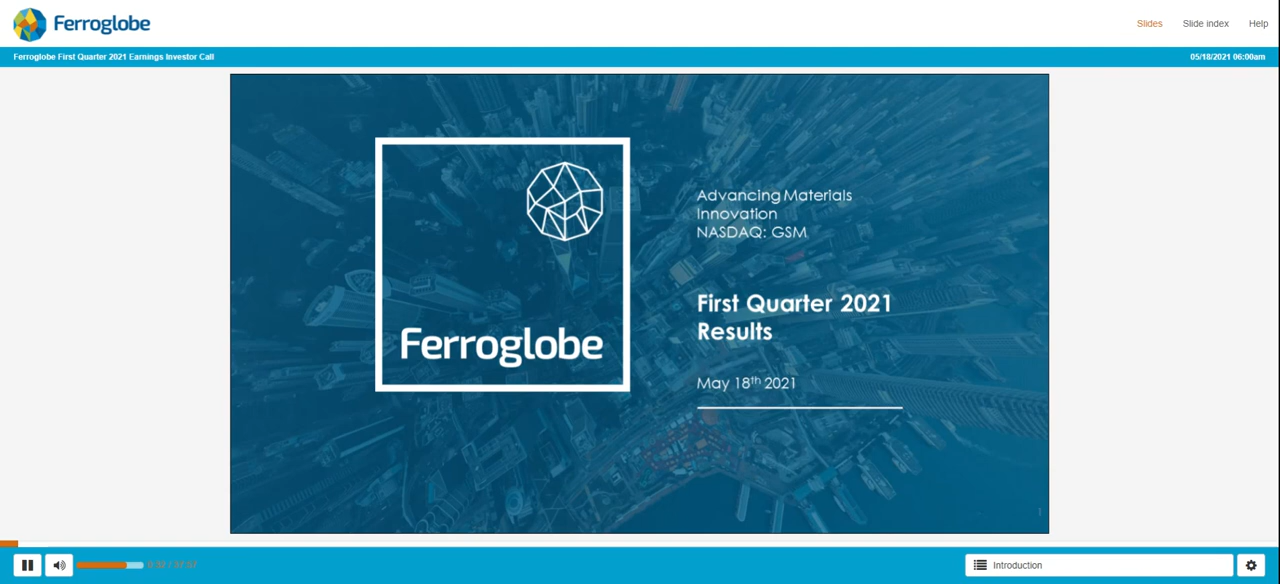 Ferroglobe
Slides Slide index Help
Ferroglobe First Quarter 2021 Earnings Investor Call 05/18/2021 06:00am
Advancing Materials
Innovation
NASDAQ: GSM
Ferroglobe
First Quarter 2021
Results
May 18th 2021
1
Introduction